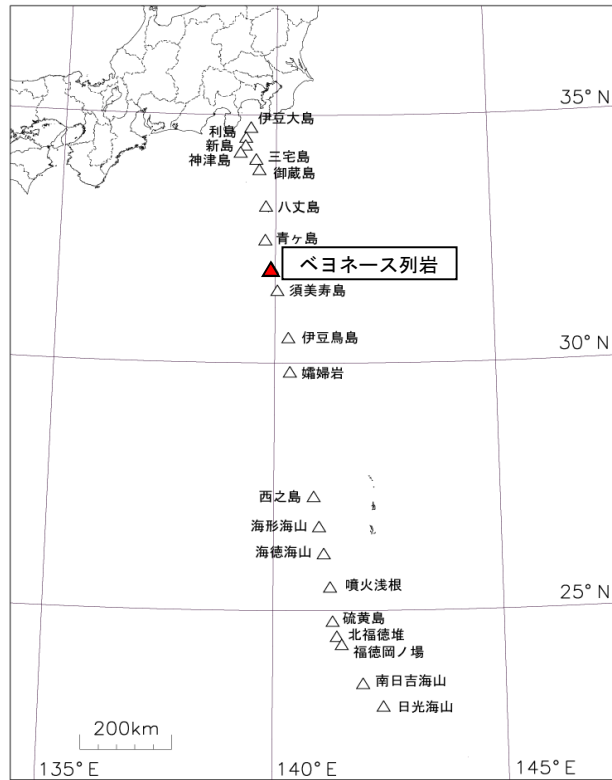 35° N
伊豆大島
利島
新島
神津島
三宅島
御蔵島
八丈島
青ヶ島
ベヨネース列岩
須美寿島
伊豆鳥島
30° N
孀婦岩
西之島
海形海山
海徳海山
噴火浅根
25° N
硫黄島
北福徳堆
福徳岡ノ場
南日吉海山
日光海山
200km
135° E
140° E
145° E